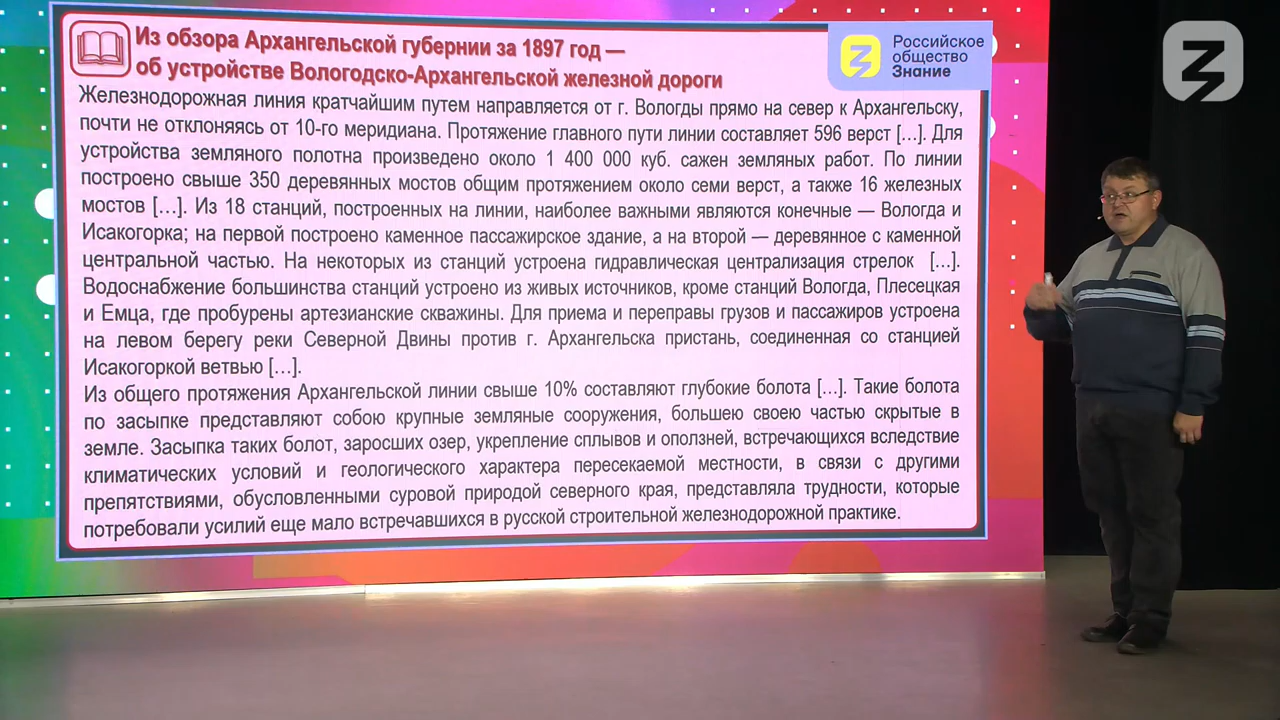 Из обзора Архангельской губернии за 1897 год —
об устройстве Вологодско-Архангельской железной дороги
Российское
общество
Знание
Железнодорожная линия кратчайшим путем направляется от г. Вологды прямо на север к Архангельску,
почти не отклоняясь от 10-го меридиана. Протяжение главного пути линии составляет 596 верст […]. Для
устройства земляного полотна произведено около 1 400 000 куб. сажен земляных работ. По линии
построено свыше 350 деревянных мостов общим протяжением около семи верст, а также 16 железных
мостов […]. Из 18 станций, построенных на линии, наиболее важными являются конечные — Вологда и
Исакогорка; на первой построено каменное пассажирское здание, а на второй — деревянное с каменной
центральной частью. На некоторых из станций устроена гидравлическая централизация стрелок […].
Водоснабжение большинства станций устроено из живых источников, кроме станций Вологда, Плесецкая
и Емца, где пробурены артезианские скважины. Для приема и переправы грузов и пассажиров устроена
на левом берегу реки Северной Двины против г. Архангельска пристань, соединенная со станцией
Исакогоркой ветвью […].
Из общего протяжения Архангельской линии свыше 10% составляют глубокие болота […]. Такие болота
по засыпке представляют собою крупные земляные сооружения, большею своею частью скрытые в
земле. Засыпка таких болот, заросших озер, укрепление сплывов и оползней, встречающихся вследствие
климатических условий и геологического характера пересекаемой местности, в связи с другими
препятствиями, обусловленными суровой природой северного края, представляла трудности, которые
потребовали усилий еще мало встречавшихся в русской строительной железнодорожной практике.